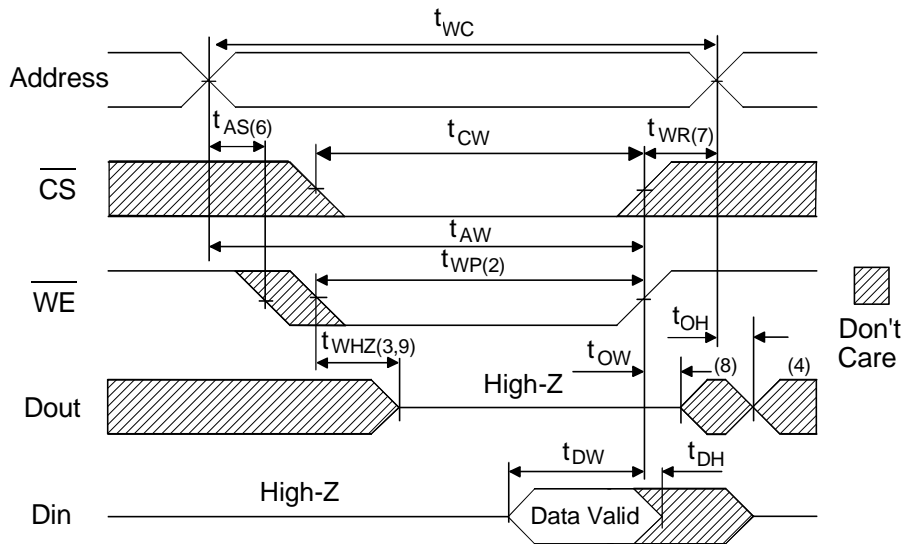 tWC
Address
tAS(6)
tCW
tWR(7)
CS
tAW
tWP(2)
WE
tOH
Don't
Care
tWHZ(3,9)
tOW
(8)
(4)
High-Z
Dout
tDW
tDH
High-Z
Din
Data Valid